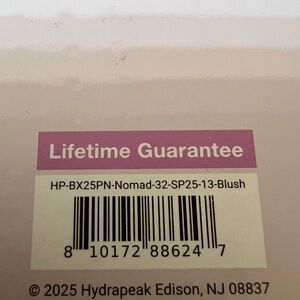 Lifetime Guarantee
HP-BX25PN-Nomad-32-SP25-13-Blush
8 10172 88624 7
© 2025 Hydrapeak Edison, NJ 08837